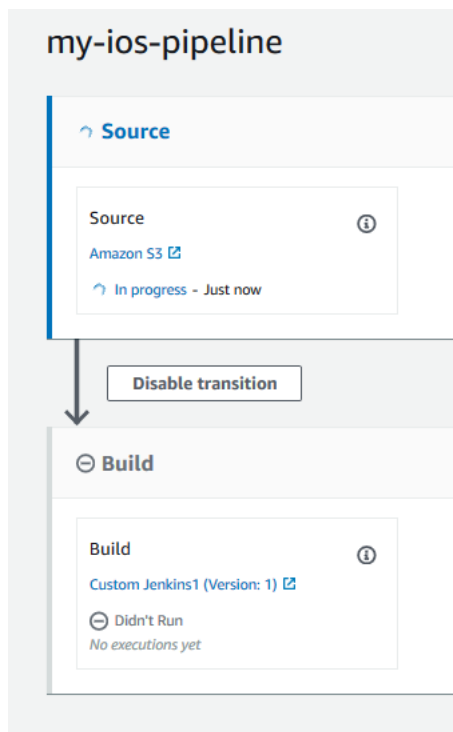 my-ios-pipeline
Source
Source
Amazon S3
In progress - Just now
Disable transition
Build
Build
Custom Jenkins1 (Version: 1)
Didn't Run
No executions yet